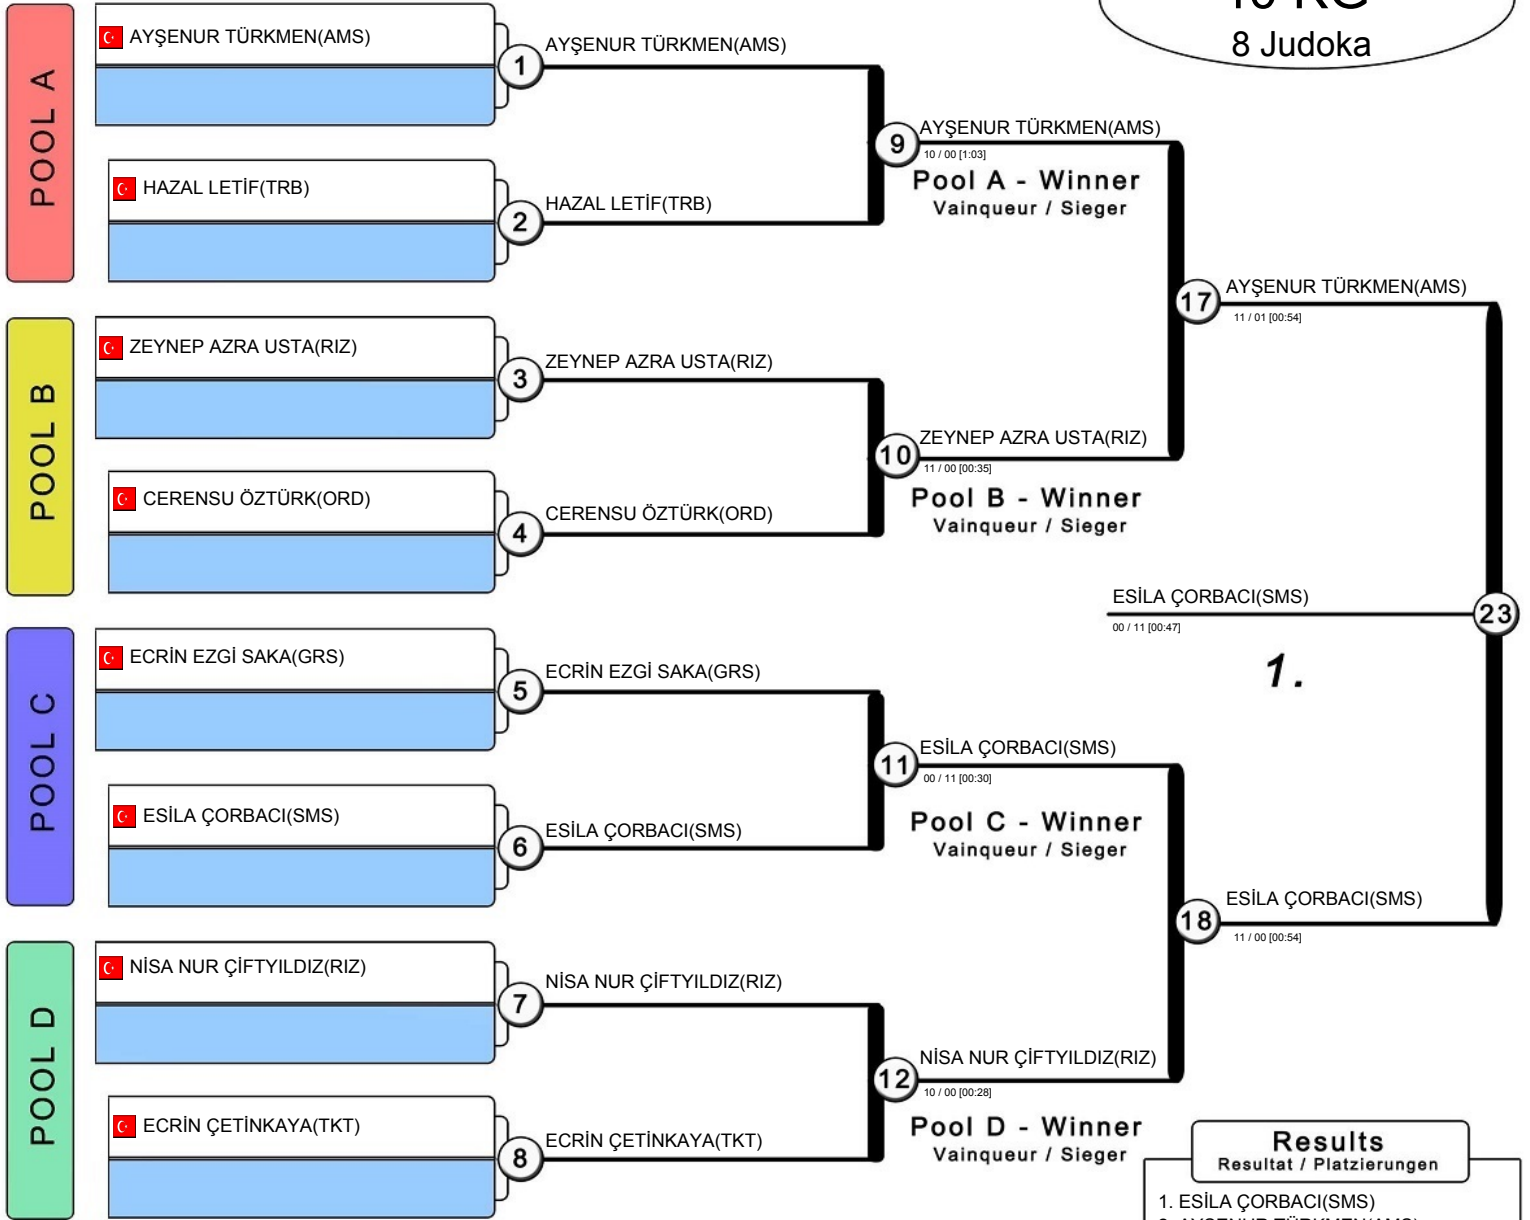 8 Judoka
POOL A
AYŞENUR TÜRKMEN(AMS)
1
AYŞENUR TÜRKMEN(AMS)
HAZAL LETİF(TRB)
2
HAZAL LETİF(TRB)
9
AYŞENUR TÜRKMEN(AMS)
10 / 00 [1:03]
Pool A - Winner
Vainqueur / Sieger
POOL B
ZEYNEP AZRA USTA(RIZ)
3
ZEYNEP AZRA USTA(RIZ)
CERENSU ÖZTÜRK(ORD)
4
CERENSU ÖZTÜRK(ORD)
10
ZEYNEP AZRA USTA(RIZ)
11 / 00 [00:35]
Pool B - Winner
Vainqueur / Sieger
17
AYŞENUR TÜRKMEN(AMS)
11 / 01 [00:54]
POOL C
ECRİN EZGİ SAKA(GRS)
5
ECRİN EZGİ SAKA(GRS)
ESİLA ÇORBACI(SMS)
6
ESİLA ÇORBACI(SMS)
11
ESİLA ÇORBACI(SMS)
00 / 11 [00:30]
Pool C - Winner
Vainqueur / Sieger
POOL D
NİSA NUR ÇİFTYILDIZ(RIZ)
7
NİSA NUR ÇİFTYILDIZ(RIZ)
ECRİN ÇETİNKAYA(TKT)
8
ECRİN ÇETİNKAYA(TKT)
12
NİSA NUR ÇİFTYILDIZ(RIZ)
10 / 00 [00:28]
Pool D - Winner
Vainqueur / Sieger
18
ESİLA ÇORBACI(SMS)
11 / 00 [00:54]
ESİLA ÇORBACI(SMS)
23
00 / 11 [00:47]
1.
Results
Resultat / Platzierungen
1. ESİLA ÇORBACI(SMS)